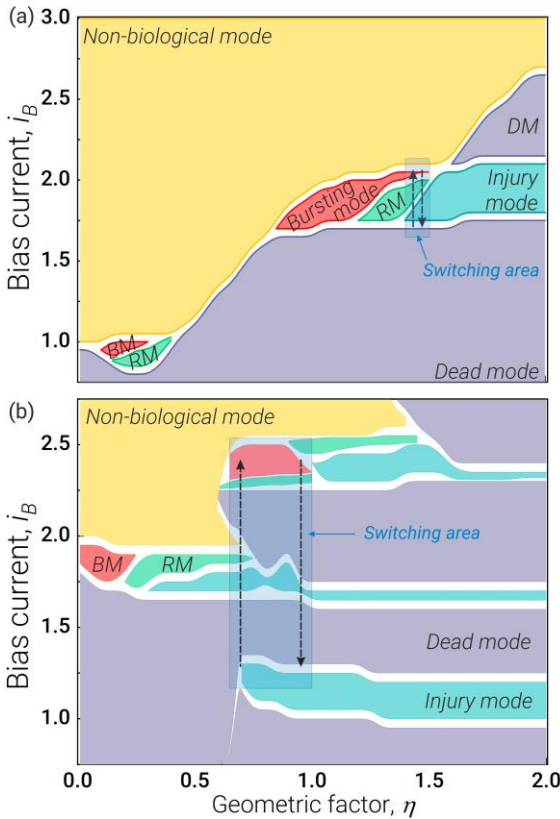 (a)
3.0
Non-biological mode
2.5
DM
2.0
Bursting
mode
RM
Injury
mode
Switching area
1.0
BM
RM
Dead mode
Bias current, i_B
(b)
Non-biological mode
2.5
Switching area
2.0
BM
RM
1.5
Dead mode
Injury mode
1.0
Bias current, i_B
0.0
0.5
1.0
1.5
2.0
Geometric factor, η